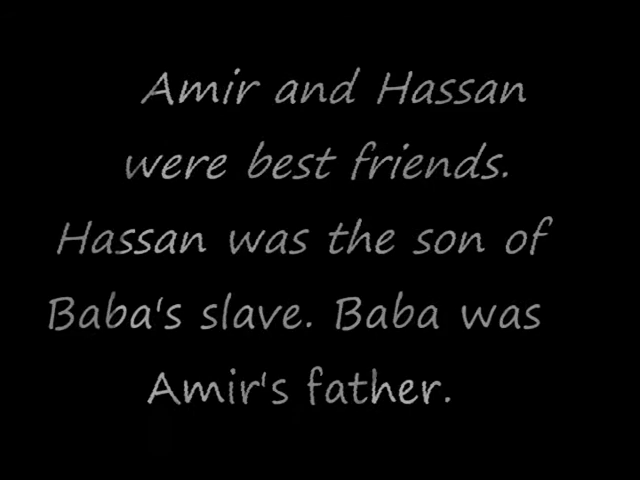 Amir and Hassan
were best friends.
Hassan was the son of
Baba's slave. Baba was
Amir's father.